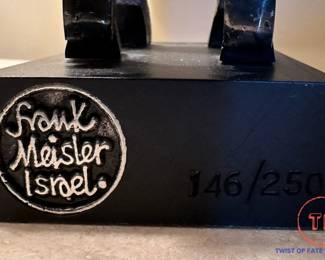 Frank
Meisler
Israel.
146/250
TWIST OF FATE